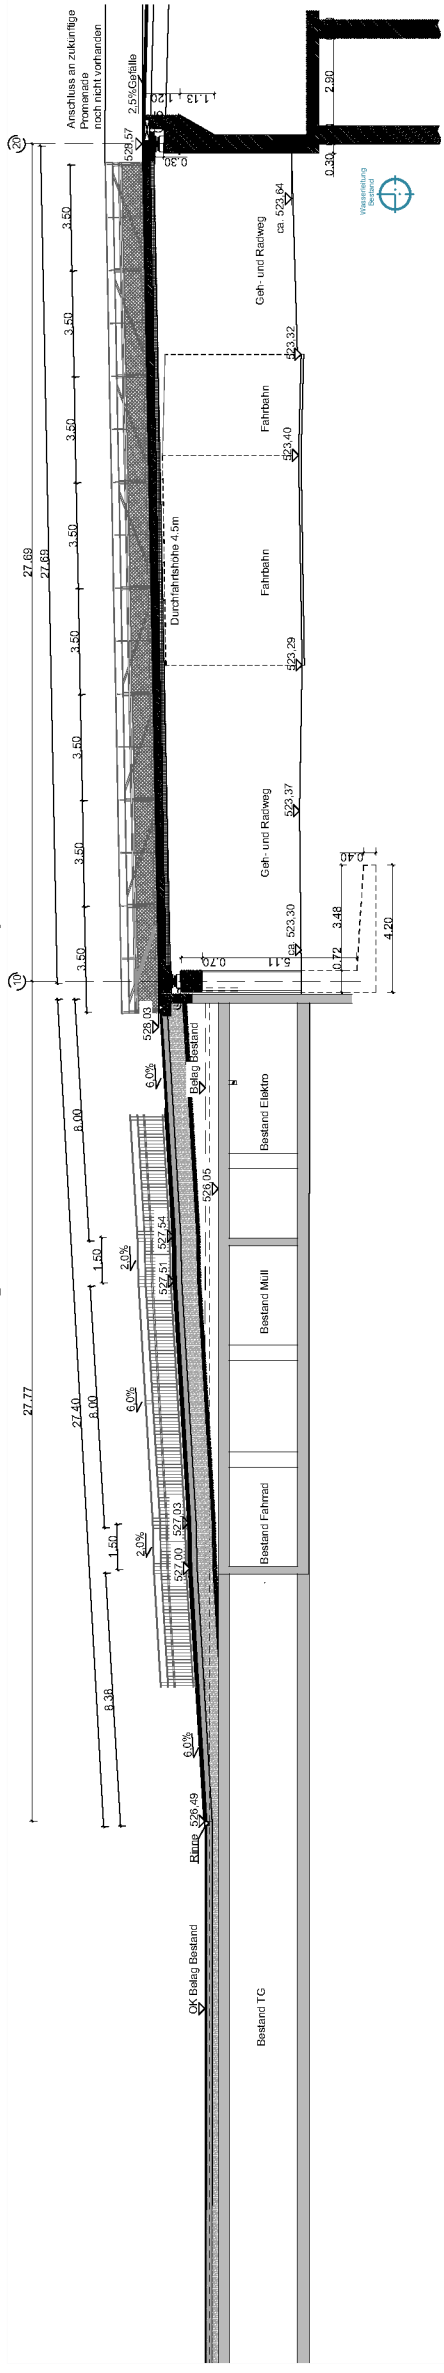 10
20
27.77
27.69
27.69
27.40
8.38
1.50
8.00
1.50
8.00
3.50
3.50
3.50
3.50
3.50
3.50
3.50
3.50
Anschluss an zukünftige
Promenade
noch nicht vorhanden
2,5%Gefälle
6,0%
2,0%
6,0%
2,0%
6,0%
OK Belag Bestand
Rinne
526,49
527,00
527,03
527,51
527,54
528,03
528,57
526,05
Belag Bestand
1.20
1.13
0.30
0.70
5.11
Durchfahrtshöhe 4.5m
Bestand TG
Bestand Fahrrad
Bestand Müll
Bestand Elektro
Geh- und Radweg
Fahrbahn
Fahrbahn
Geh- und Radweg
ca. 523,30
523,37
523,29
523,40
523,32
ca. 523,64
0.72
3.48
0.40
4.20
0.30
2.90
Wasserleitung
Bestand